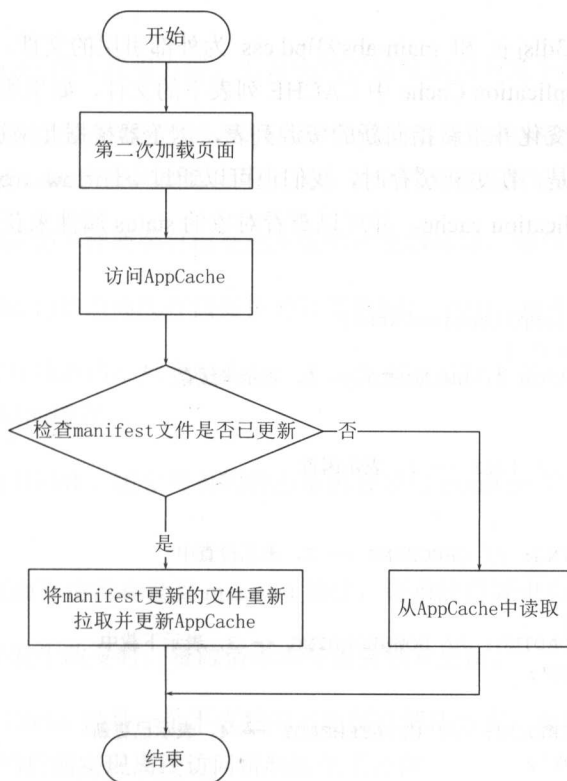 开始
第二次加载页面
访问AppCache
检查manifest文件是否已更新
否
是
将manifest更新的文件重新
拉取并更新AppCache
从AppCache中读取
结束